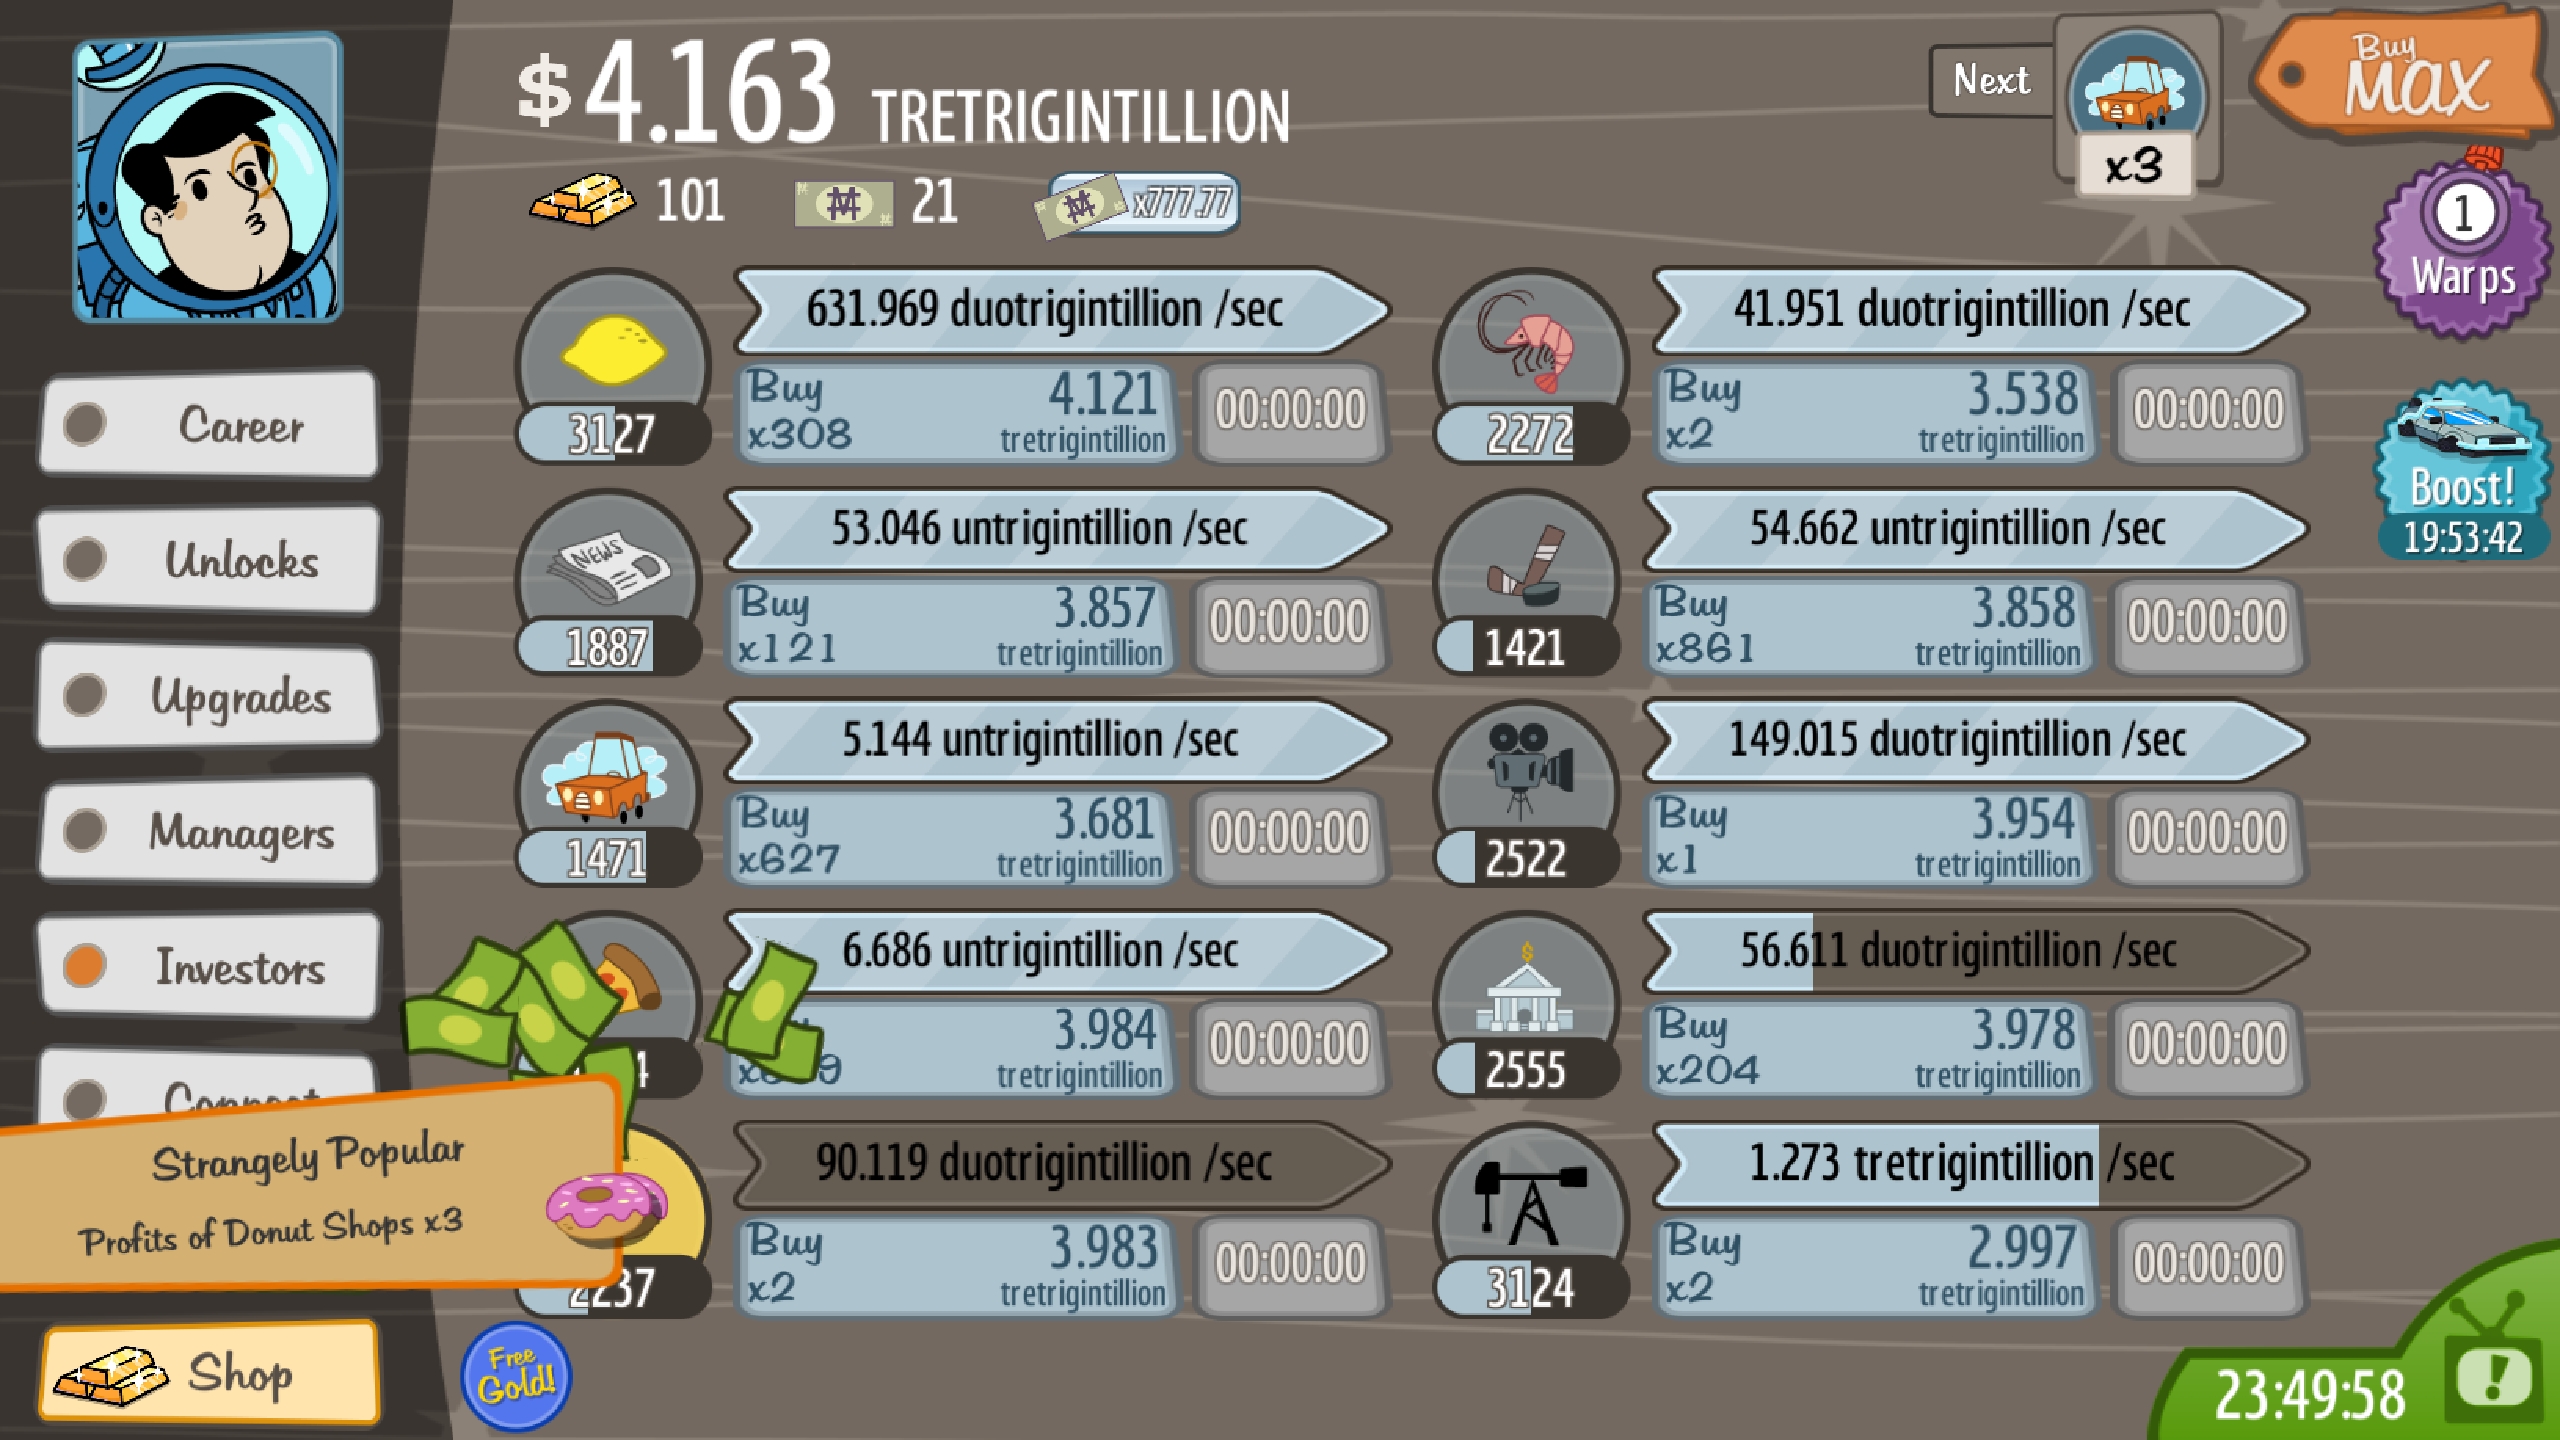 $4.163 TRETRIGINTILLION
Next
x3
Buy
MAX
101
21
x777.77
1
Warps
Boost!
19:53:42
Career
Unlocks
Upgrades
Managers
Investors
Strangely Popular
Profits of Donut Shops x3
Shop
Free
Gold!
631.969 duotrigintillion /sec
3127
Buy
x308
4.121
tretrigintillion
00:00:00
41.951 duotrigintillion /sec
2272
Buy
x2
3.538
tretrigintillion
00:00:00
NEWS
53.046 untrigintillion /sec
1887
Buy
x121
3.857
tretrigintillion
00:00:00
54.662 untrigintillion /sec
1421
Buy
x861
3.858
tretrigintillion
00:00:00
5.144 untrigintillion /sec
1471
Buy
x627
3.681
tretrigintillion
00:00:00
149.015 duotrigintillion /sec
2522
Buy
x1
3.954
tretrigintillion
00:00:00
6.686 untrigintillion /sec
3.984
tretrigintillion
00:00:00
56.611 duotrigintillion /sec
$
2555
Buy
x204
3.978
tretrigintillion
00:00:00
90.119 duotrigintillion /sec
2237
Buy
x2
3.983
tretrigintillion
00:00:00
1.273 tretrigintillion /sec
3124
Buy
x2
2.997
tretrigintillion
00:00:00
23:49:58
!